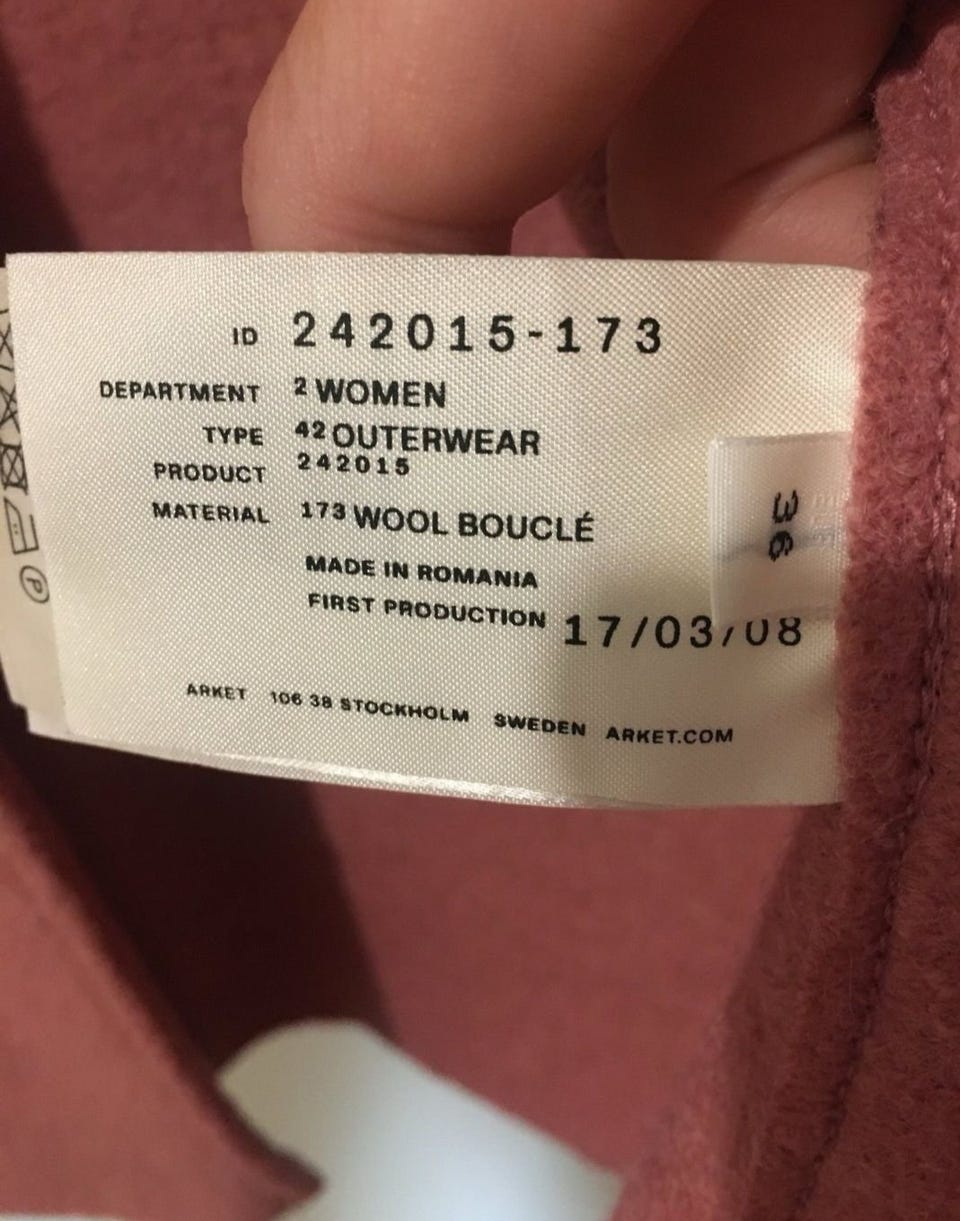 ID 242015-173
DEPARTMENT 2 WOMEN
TYPE 42 OUTERWEAR
PRODUCT 242015
MATERIAL 173 WOOL BOUCLÉ
MADE IN ROMANIA
FIRST PRODUCTION 17/03/08
ARKET 106 38 STOCKHOLM SWEDEN ARKET.COM
36
P